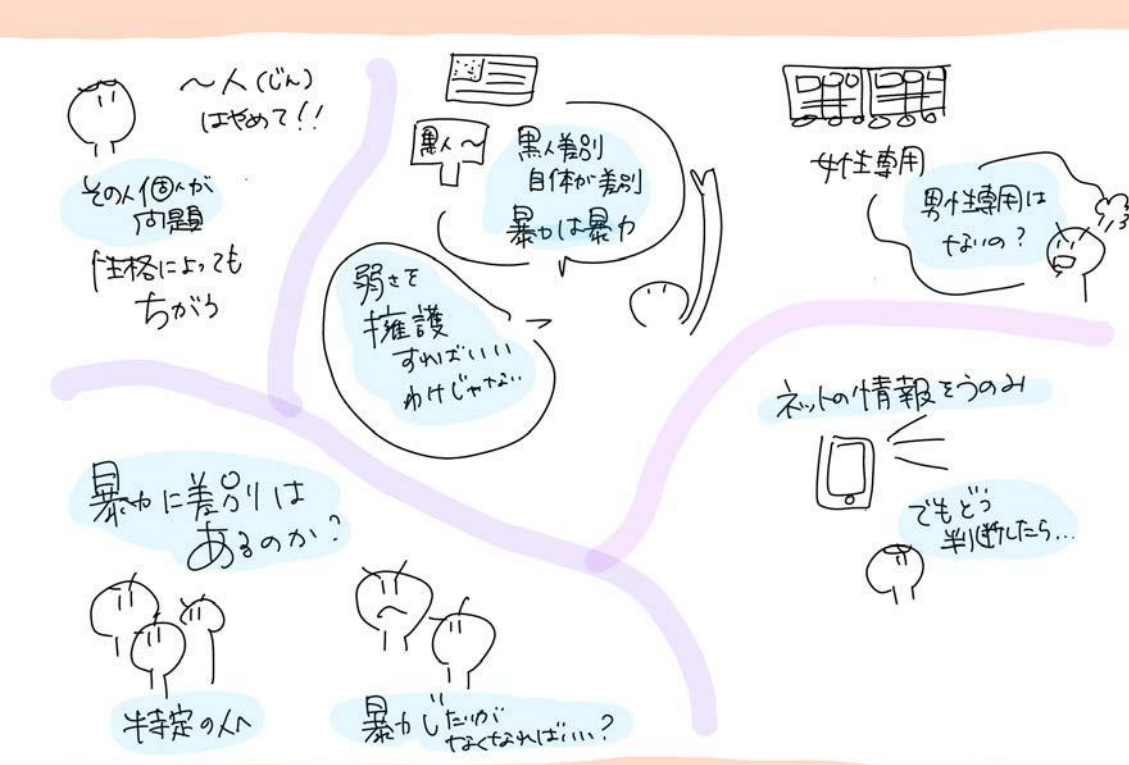 〜人(じん)
はやめて!!
その人個人が
問題
性格によっても
ちがう
黒人〜
黒人差別
自体が差別
暴力は暴力
弱さを
擁護
すればいい
わけじゃない
女性専用
男性専用は
ないの?
ネットの情報をうのみ
でもどう
判断したら...
暴力に差別は
あるのか?
特定の人へ
暴力じたいが
なくなればいい?